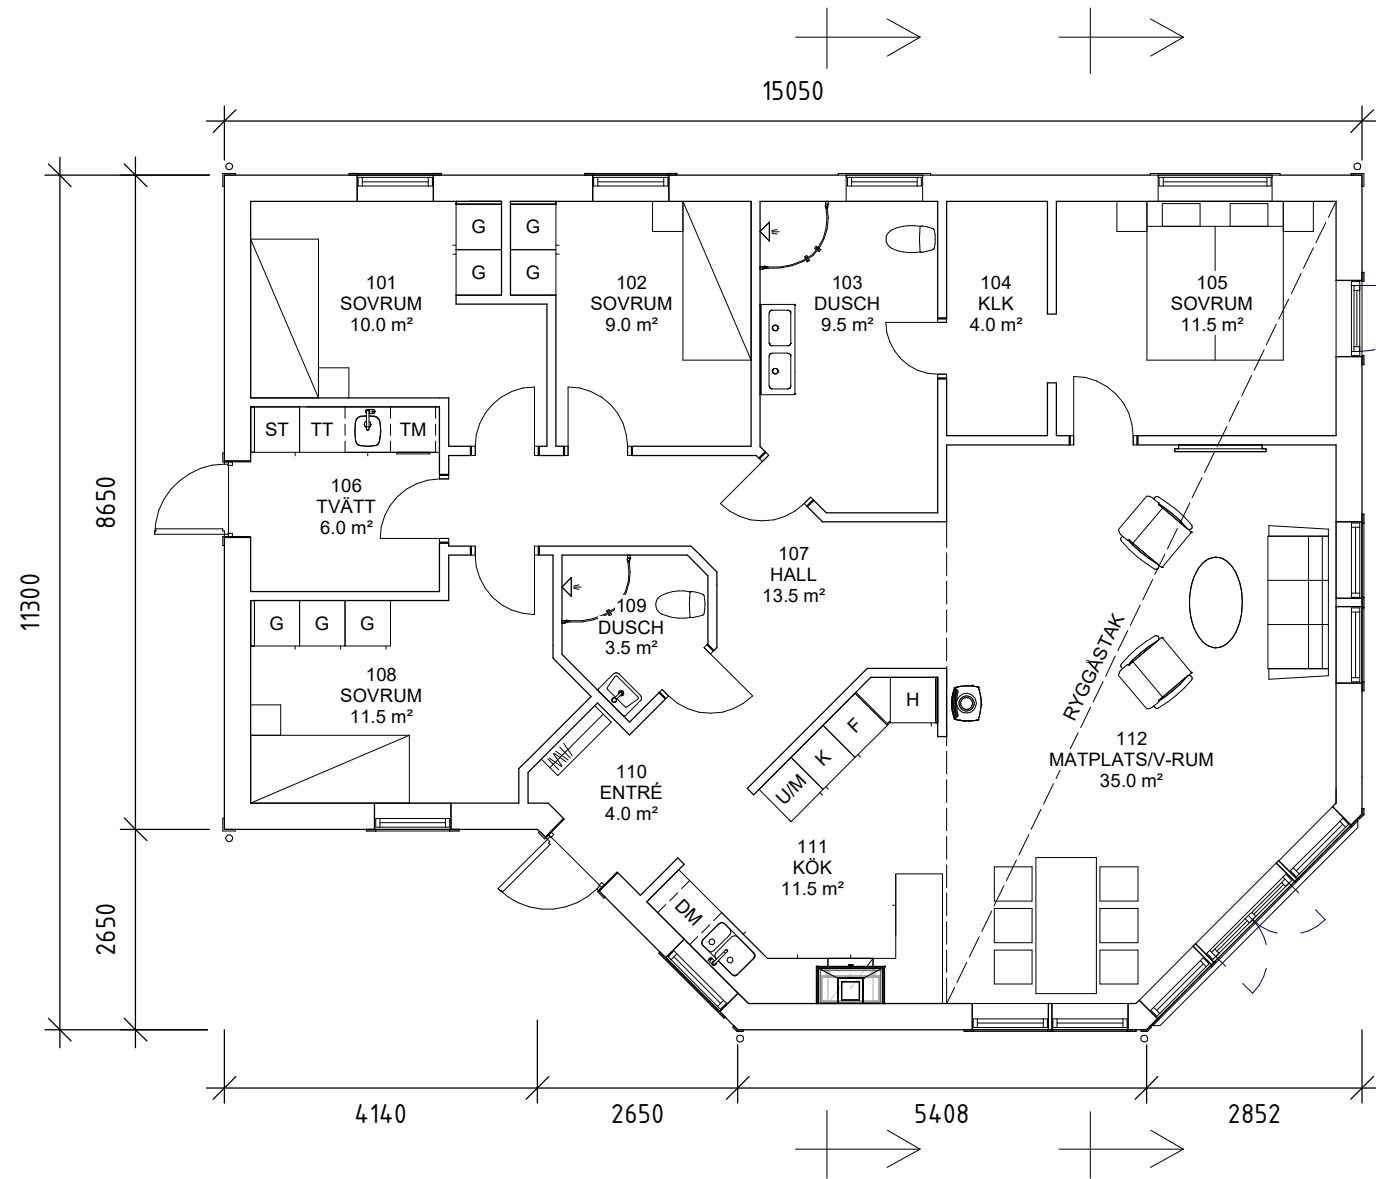 15050
11300
8650
2650
G
G
G
G
101
SOVRUM
10.0 m²
102
SOVRUM
9.0 m²
103
DUSCH
9.5 m²
104
KLK
4.0 m²
105
SOVRUM
11.5 m²
ST
TT
TM
106
TVÄTT
6.0 m²
107
HALL
13.5 m²
G
G
G
108
SOVRUM
11.5 m²
109
DUSCH
3.5 m²
110
ENTRÉ
4.0 m²
H
F
K
U/M
111
KÖK
11.5 m²
DM
RYGGÅSTAK
112
MATPLATS/V-RUM
35.0 m²
4140
2650
5408
2852